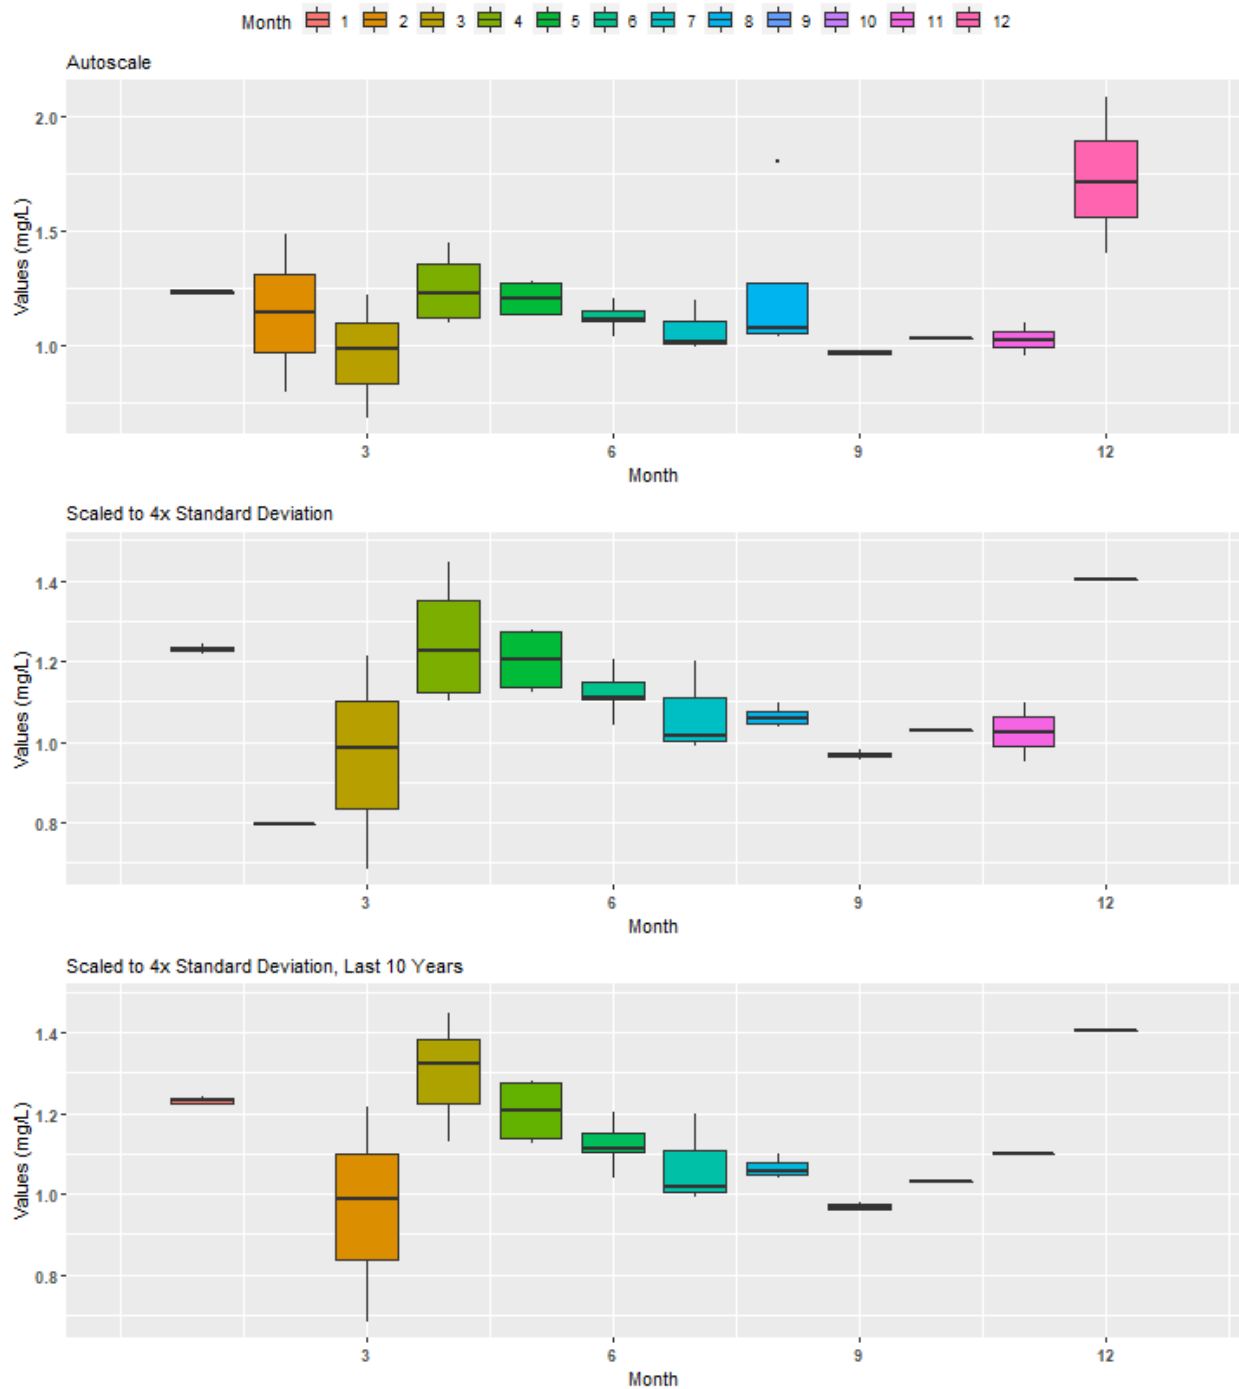 Month 1 2 3 4 5 6 7 8 9 10 11 12
Autoscale
Values (mg/L)
2.0
1.5
1.0
3 6 9 12
Month
Scaled to 4x Standard Deviation
Values (mg/L)
1.4
1.2
1.0
0.8
3 6 9 12
Month
Scaled to 4x Standard Deviation, Last 10 Years
Values (mg/L)
1.4
1.2
1.0
0.8
3 6 9 12
Month